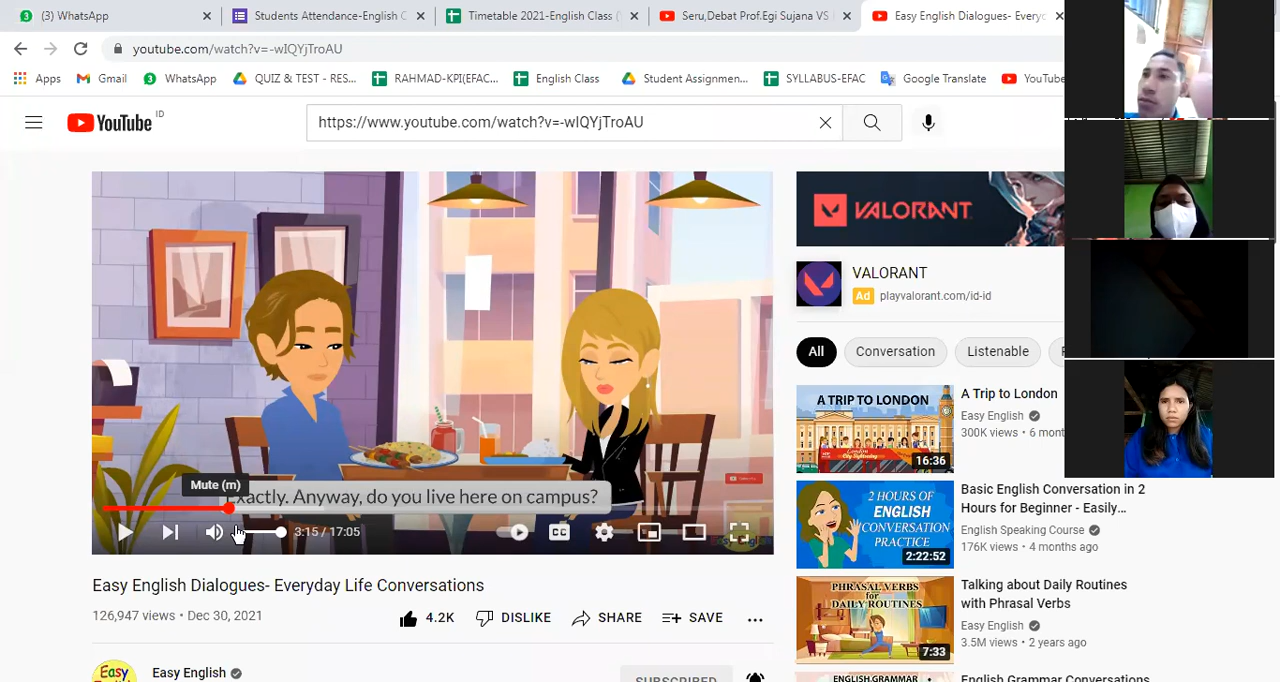 (3) WhatsApp
Students Attendance-English C
Timetable 2021-English Class (
Seru,Debat Prof.Egi Sujana VS
Easy English Dialogues- Everyd
youtube.com/watch?v=-wIQYjTroAU
Apps
Gmail
WhatsApp
QUIZ & TEST - RES...
RAHMAD-KPI(EFAC...
English Class
Student Assignmen...
SYLLABUS-EFAC
Google Translate
YouTube
YouTube ID
https://www.youtube.com/watch?v=-wIQYjTroAU
VALORANT
VALORANT
Ad playvalorant.com/id-id
All
Conversation
Listenable
Mute (m)
Exactly. Anyway, do you live here on campus?
3:15 / 17:05
CC
Easy English Dialogues- Everyday Life Conversations
126,947 views • Dec 30, 2021
4.2K
DISLIKE
SHARE
SAVE
Easy
Easy English
SUBSCRIBED
A TRIP TO LONDON
16:36
A Trip to London
Easy English
300K views • 6 mont
2 HOURS OF
ENGLISH
CONVERSATION
PRACTICE
2:22:52
Basic English Conversation in 2
Hours for Beginner - Easily...
English Speaking Course
176K views • 4 months ago
PHRASAL VERBS
for
DAILY ROUTINES
7:33
Talking about Daily Routines
with Phrasal Verbs
Easy English
3.5M views • 2 years ago
ENGLISH GRAMMAR
English Grammar Conversations